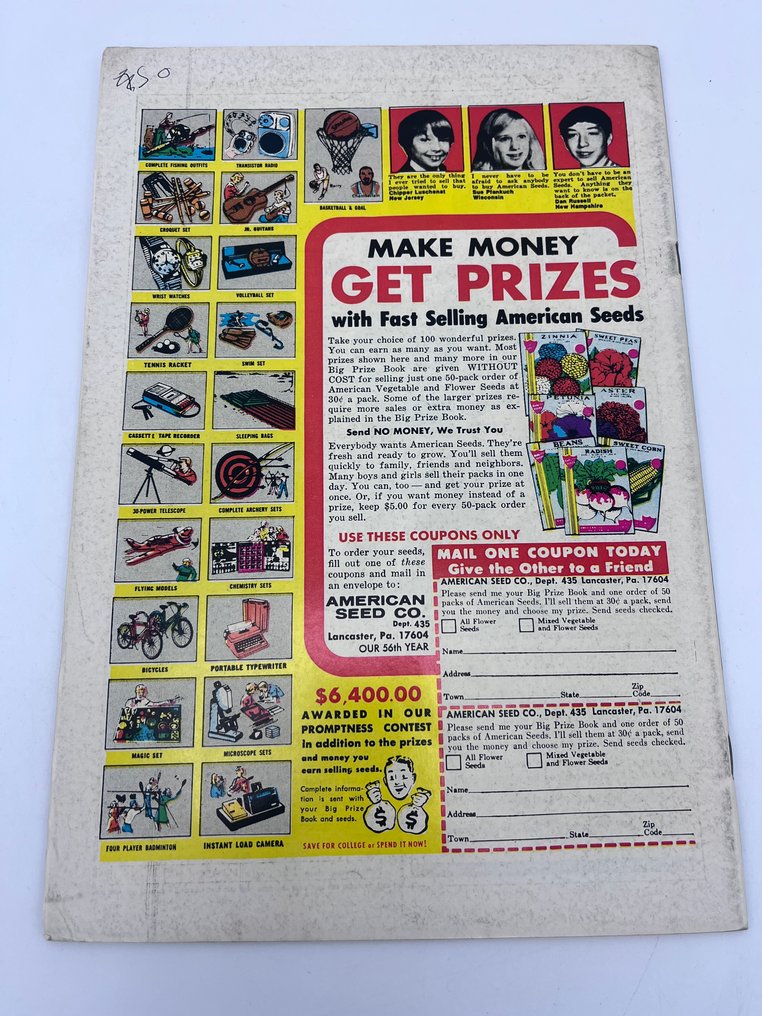 COMPLETE FISHING OUTFITS
TRANSISTOR RADIO
CROQUET SET
JR. GUITARS
BASKETBALL & GOAL
WRIST WATCHES
VOLLEYBALL SET
TENNIS RACKET
SWIM SET
CASSETTE TAPE RECORDER
SLEEPING BAGS
30-POWER TELESCOPE
COMPLETE ARCHERY SETS
FLYING MODELS
CHEMISTRY SETS
BICYCLES
PORTABLE TYPEWRITER
MAGIC SET
MICROSCOPE SETS
FOUR PLAYER BADMINTON
INSTANT LOAD CAMERA
They are the only thing
I ever tried to sell that
people wanted to buy.
Chipper Luschenat
New Jersey
I never have to be
afraid to ask anybody
to buy American Seeds.
Sue Plankuch
Wisconsin
You don't have to be an
expert to sell American
Seeds. Anything they
want to know is on the
back of the packet.
Dan Russell
New Hampshire
MAKE MONEY
GET PRIZES
with Fast Selling American Seeds
Take your choice of 100 wonderful prizes.
You can earn as many as you want. Most
prizes shown here and many more in our
Big Prize Book are given WITHOUT
COST for selling just one 50-pack order of
American Vegetable and Flower Seeds at
30¢ a pack. Some of the larger prizes re-
quire more sales or extra money as ex-
plained in the Big Prize Book.
Send NO MONEY, We Trust You
Everybody wants American Seeds. They're
fresh and ready to grow. You'll sell them
quickly to family, friends and neighbors.
Many boys and girls sell their packs in one
day. You can, too — and get your prize at
once. Or, if you want money instead of a
prize, keep $5.00 for every 50-pack order
you sell.
ZINNIA
SWEET PEAS
PETUNIA
ASTER
BEANS
RADISH
SWEET CORN
USE THESE COUPONS ONLY
To order your seeds,
fill out one of these
coupons and mail in
an envelope to:
AMERICAN
SEED CO.
Dept. 435
Lancaster, Pa. 17604
OUR 56th YEAR
MAIL ONE COUPON TODAY
Give the Other to a Friend
AMERICAN SEED CO., Dept. 435 Lancaster, Pa. 17604
Please send me your Big Prize Book and one order of 50
packs of American Seeds. I'll sell them at 30¢ a pack, send
you the money and choose my prize. Send seeds checked.
All Flower
Seeds
Mixed Vegetable
and Flower Seeds
Name
Address
Town State Zip Code
AMERICAN SEED CO., Dept. 435 Lancaster, Pa. 17604
Please send me your Big Prize Book and one order of 50
packs of American Seeds. I'll sell them at 30¢ a pack, send
you the money and choose my prize. Send seeds checked.
All Flower
Seeds
Mixed Vegetable
and Flower Seeds
Name
Address
Town State Zip Code
$6,400.00
AWARDED IN OUR
PROMPTNESS CONTEST
In addition to the prizes
and money you
earn selling seeds.
Complete informa-
tion is sent with
your Big Prize
Book and seeds.
$ $
SAVE FOR COLLEGE or SPEND IT NOW!